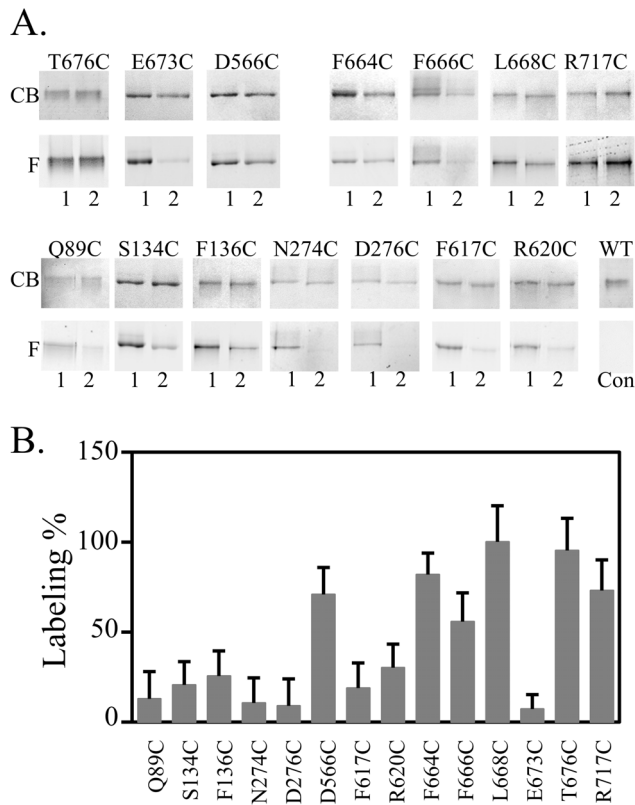 A.
T676C E673C D566C F664C F666C L668C R717C
CB
F
1 2 1 2 1 2 1 2 1 2 1 2 1 2
Q89C S134C F136C N274C D276C F617C R620C WT
CB
F
1 2 1 2 1 2 1 2 1 2 1 2 1 2 Con
B.
150
100
50
0
Labeling %
Q89C S134C F136C N274C D276C D566C F617C R620C F664C F666C L668C E673C T676C R717C